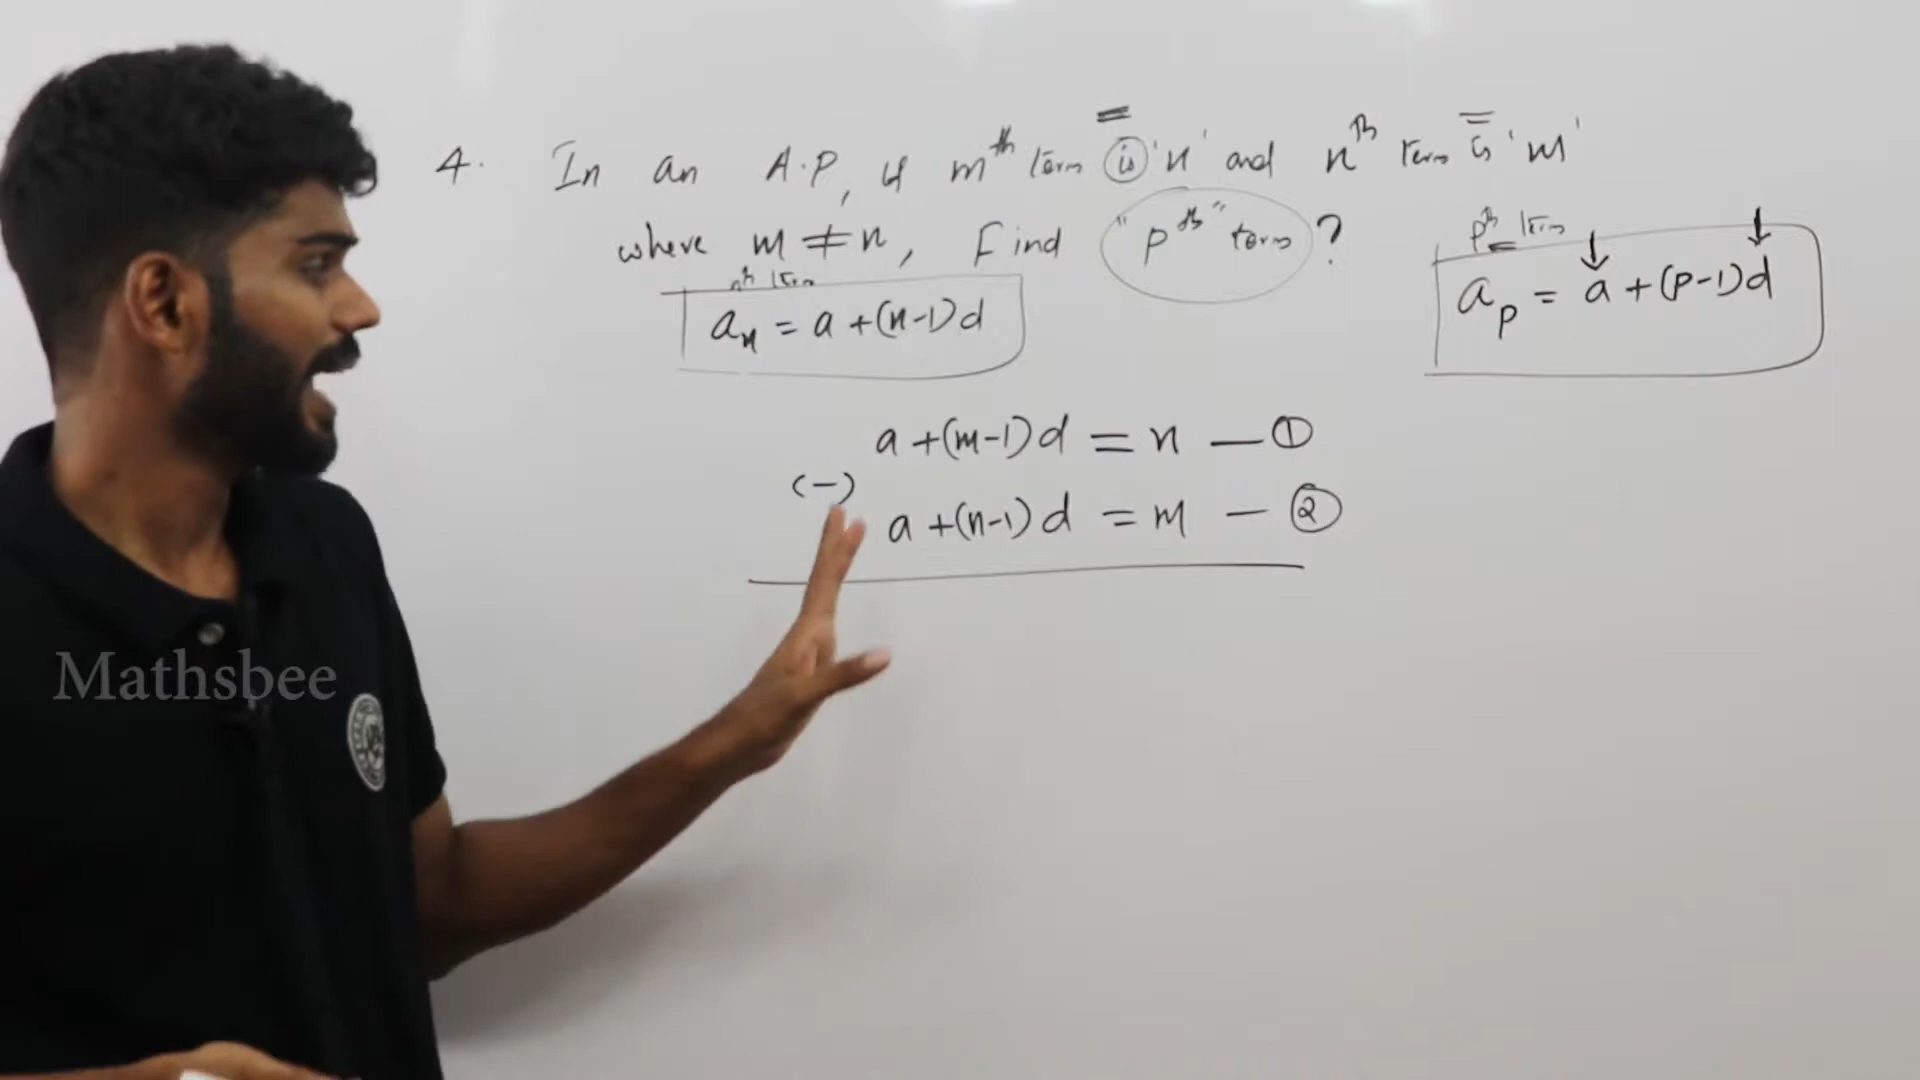 4. In an A.P, if mth term is 'n' and nth term is 'm'
where m ≠ n, Find "pth" term ?
nth term
aₙ = a + (n-1)d
pth term
aₚ = a + (p-1)d
a + (m-1)d = n — ①
(-)
a + (n-1)d = m — ②
Mathsbee